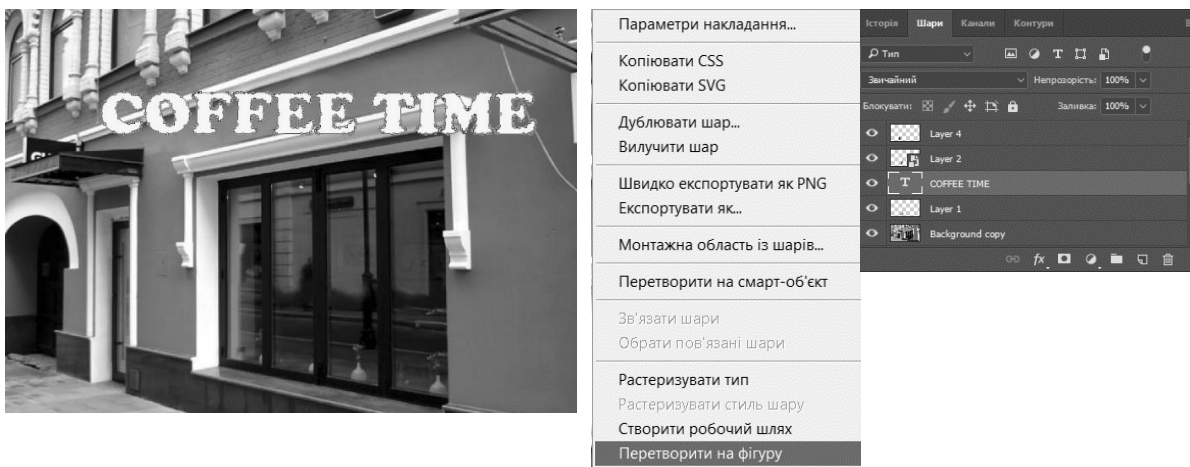 COFFEE TIME
Параметри накладання...
Копіювати CSS
Копіювати SVG
Дублювати шар...
Вилучити шар
Швидко експортувати як PNG
Експортувати як...
Монтажна область із шарів...
Перетворити на смарт-об'єкт
Зв'язати шари
Обрати пов'язані шари
Растеризувати тип
Растеризувати стиль шару
Створити робочий шлях
Перетворити на фігуру
Історія Шари Канали Контури
Тип
Звичайний Непрозорість: 100%
Блокувати: Заливка: 100%
Layer 4
Layer 2
T COFFEE TIME
Layer 1
Background copy
fx